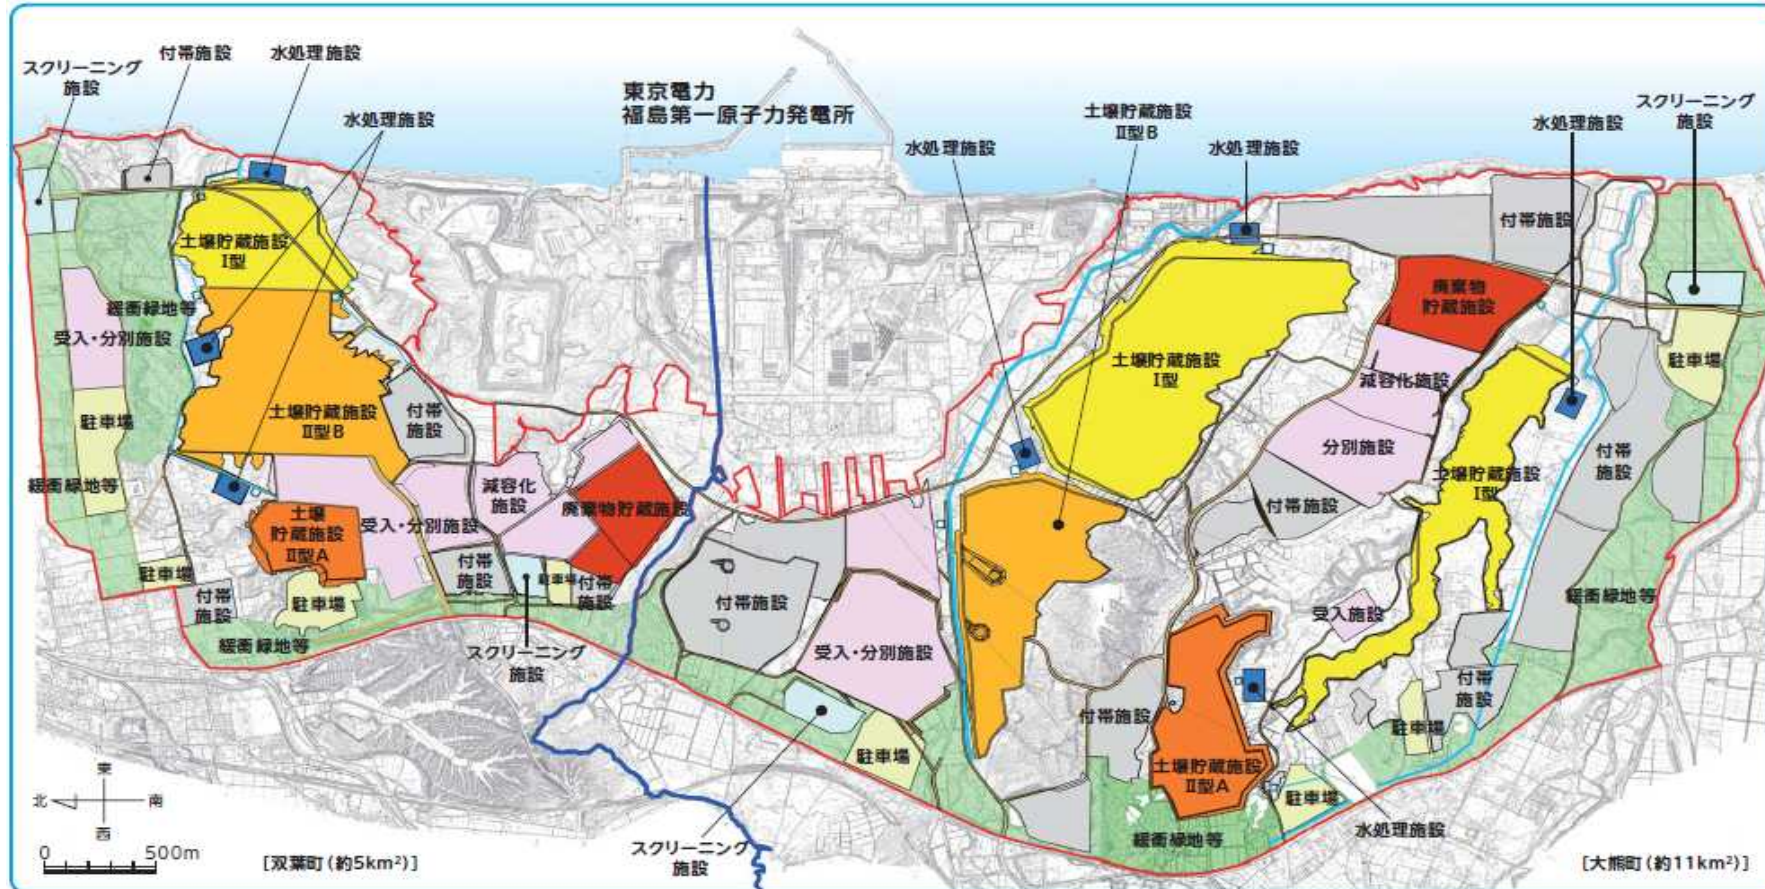 スクリーニング
施設
付帯施設
水処理施設
水処理施設
東京電力
福島第一原子力発電所
水処理施設
土壌貯蔵施設
Ⅱ型B
水処理施設
水処理施設
スクリーニング
施設
土壌貯蔵施設
Ⅰ型
緩衝緑地等
受入・分別施設
駐車場
緩衝緑地等
土壌貯蔵施設
Ⅱ型B
付帯
施設
土壌
貯蔵施設
Ⅱ型A
受入・分別施設
減容化
施設
廃棄物貯蔵施設
駐車場
付帯
施設
駐車場
緩衝緑地等
付帯
施設
スクリーニング
施設
駐車場
付帯
施設
付帯施設
受入・分別施設
駐車場
スクリーニング
施設
土壌貯蔵施設
Ⅰ型
付帯施設
廃棄物
貯蔵施設
減容化施設
分別施設
付帯施設
土壌貯蔵施設
Ⅰ型
駐車場
付帯
施設
緩衝緑地等
受入施設
付帯施設
土壌貯蔵施設
Ⅱ型A
付帯
施設
駐車場
駐車場
緩衝緑地等
水処理施設
東
北
南
西
0
500m
[双葉町(約5km²)]
[大熊町(約11km²)]